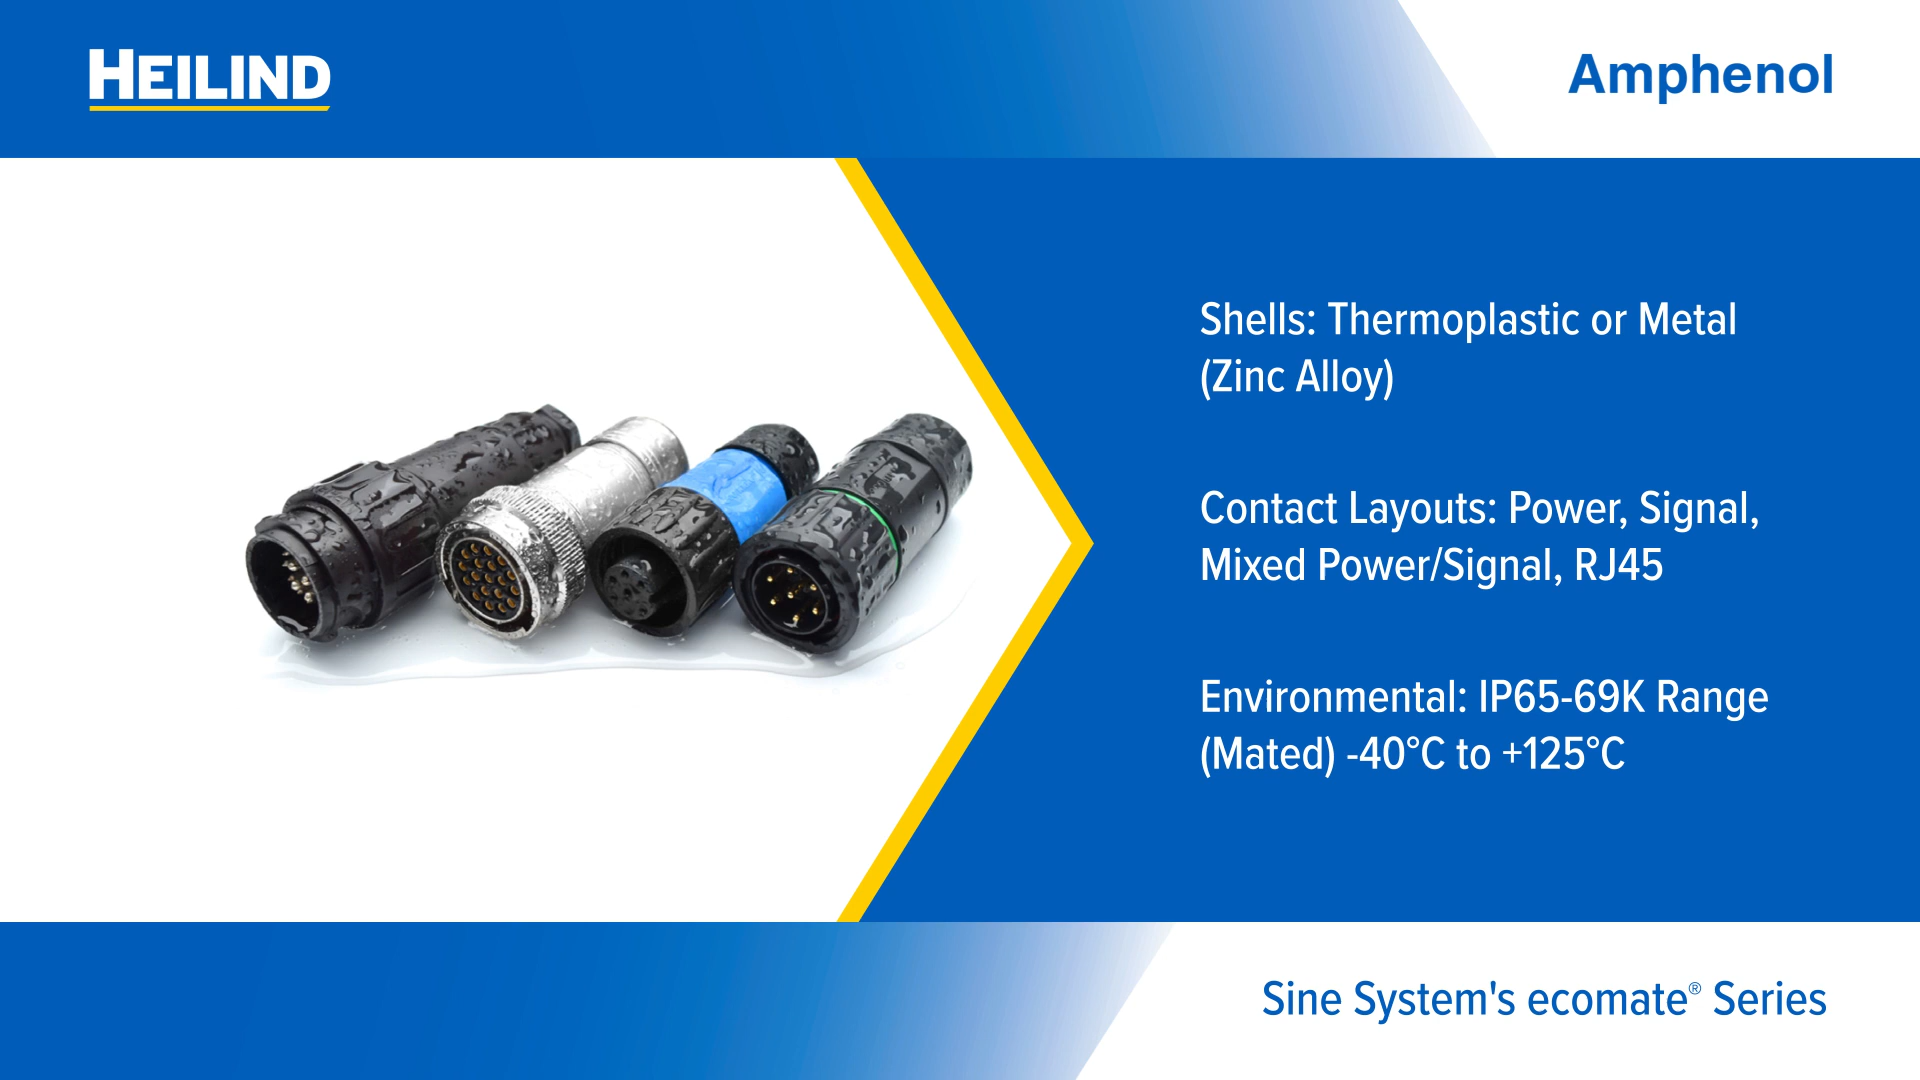 HEILIND
Amphenol
Shells: Thermoplastic or Metal
(Zinc Alloy)
Contact Layouts: Power, Signal,
Mixed Power/Signal, RJ45
Environmental: IP65-69K Range
(Mated) -40°C to +125°C
Sine System's ecomate® Series